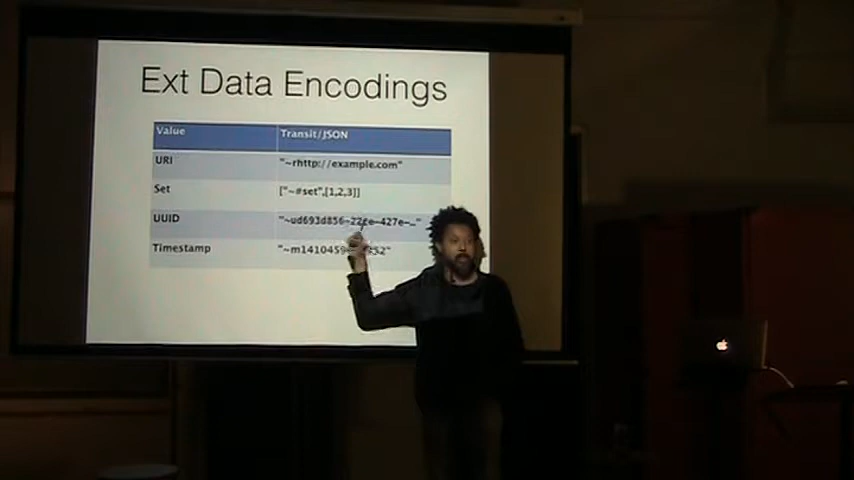 Ext Data Encodings
Value Transit/JSON
URI "~rhttp://example.com"
Set ["~#set",[1,2,3]]
UUID "~ud693d856-22ce-427e-…"
Timestamp "~m1410459